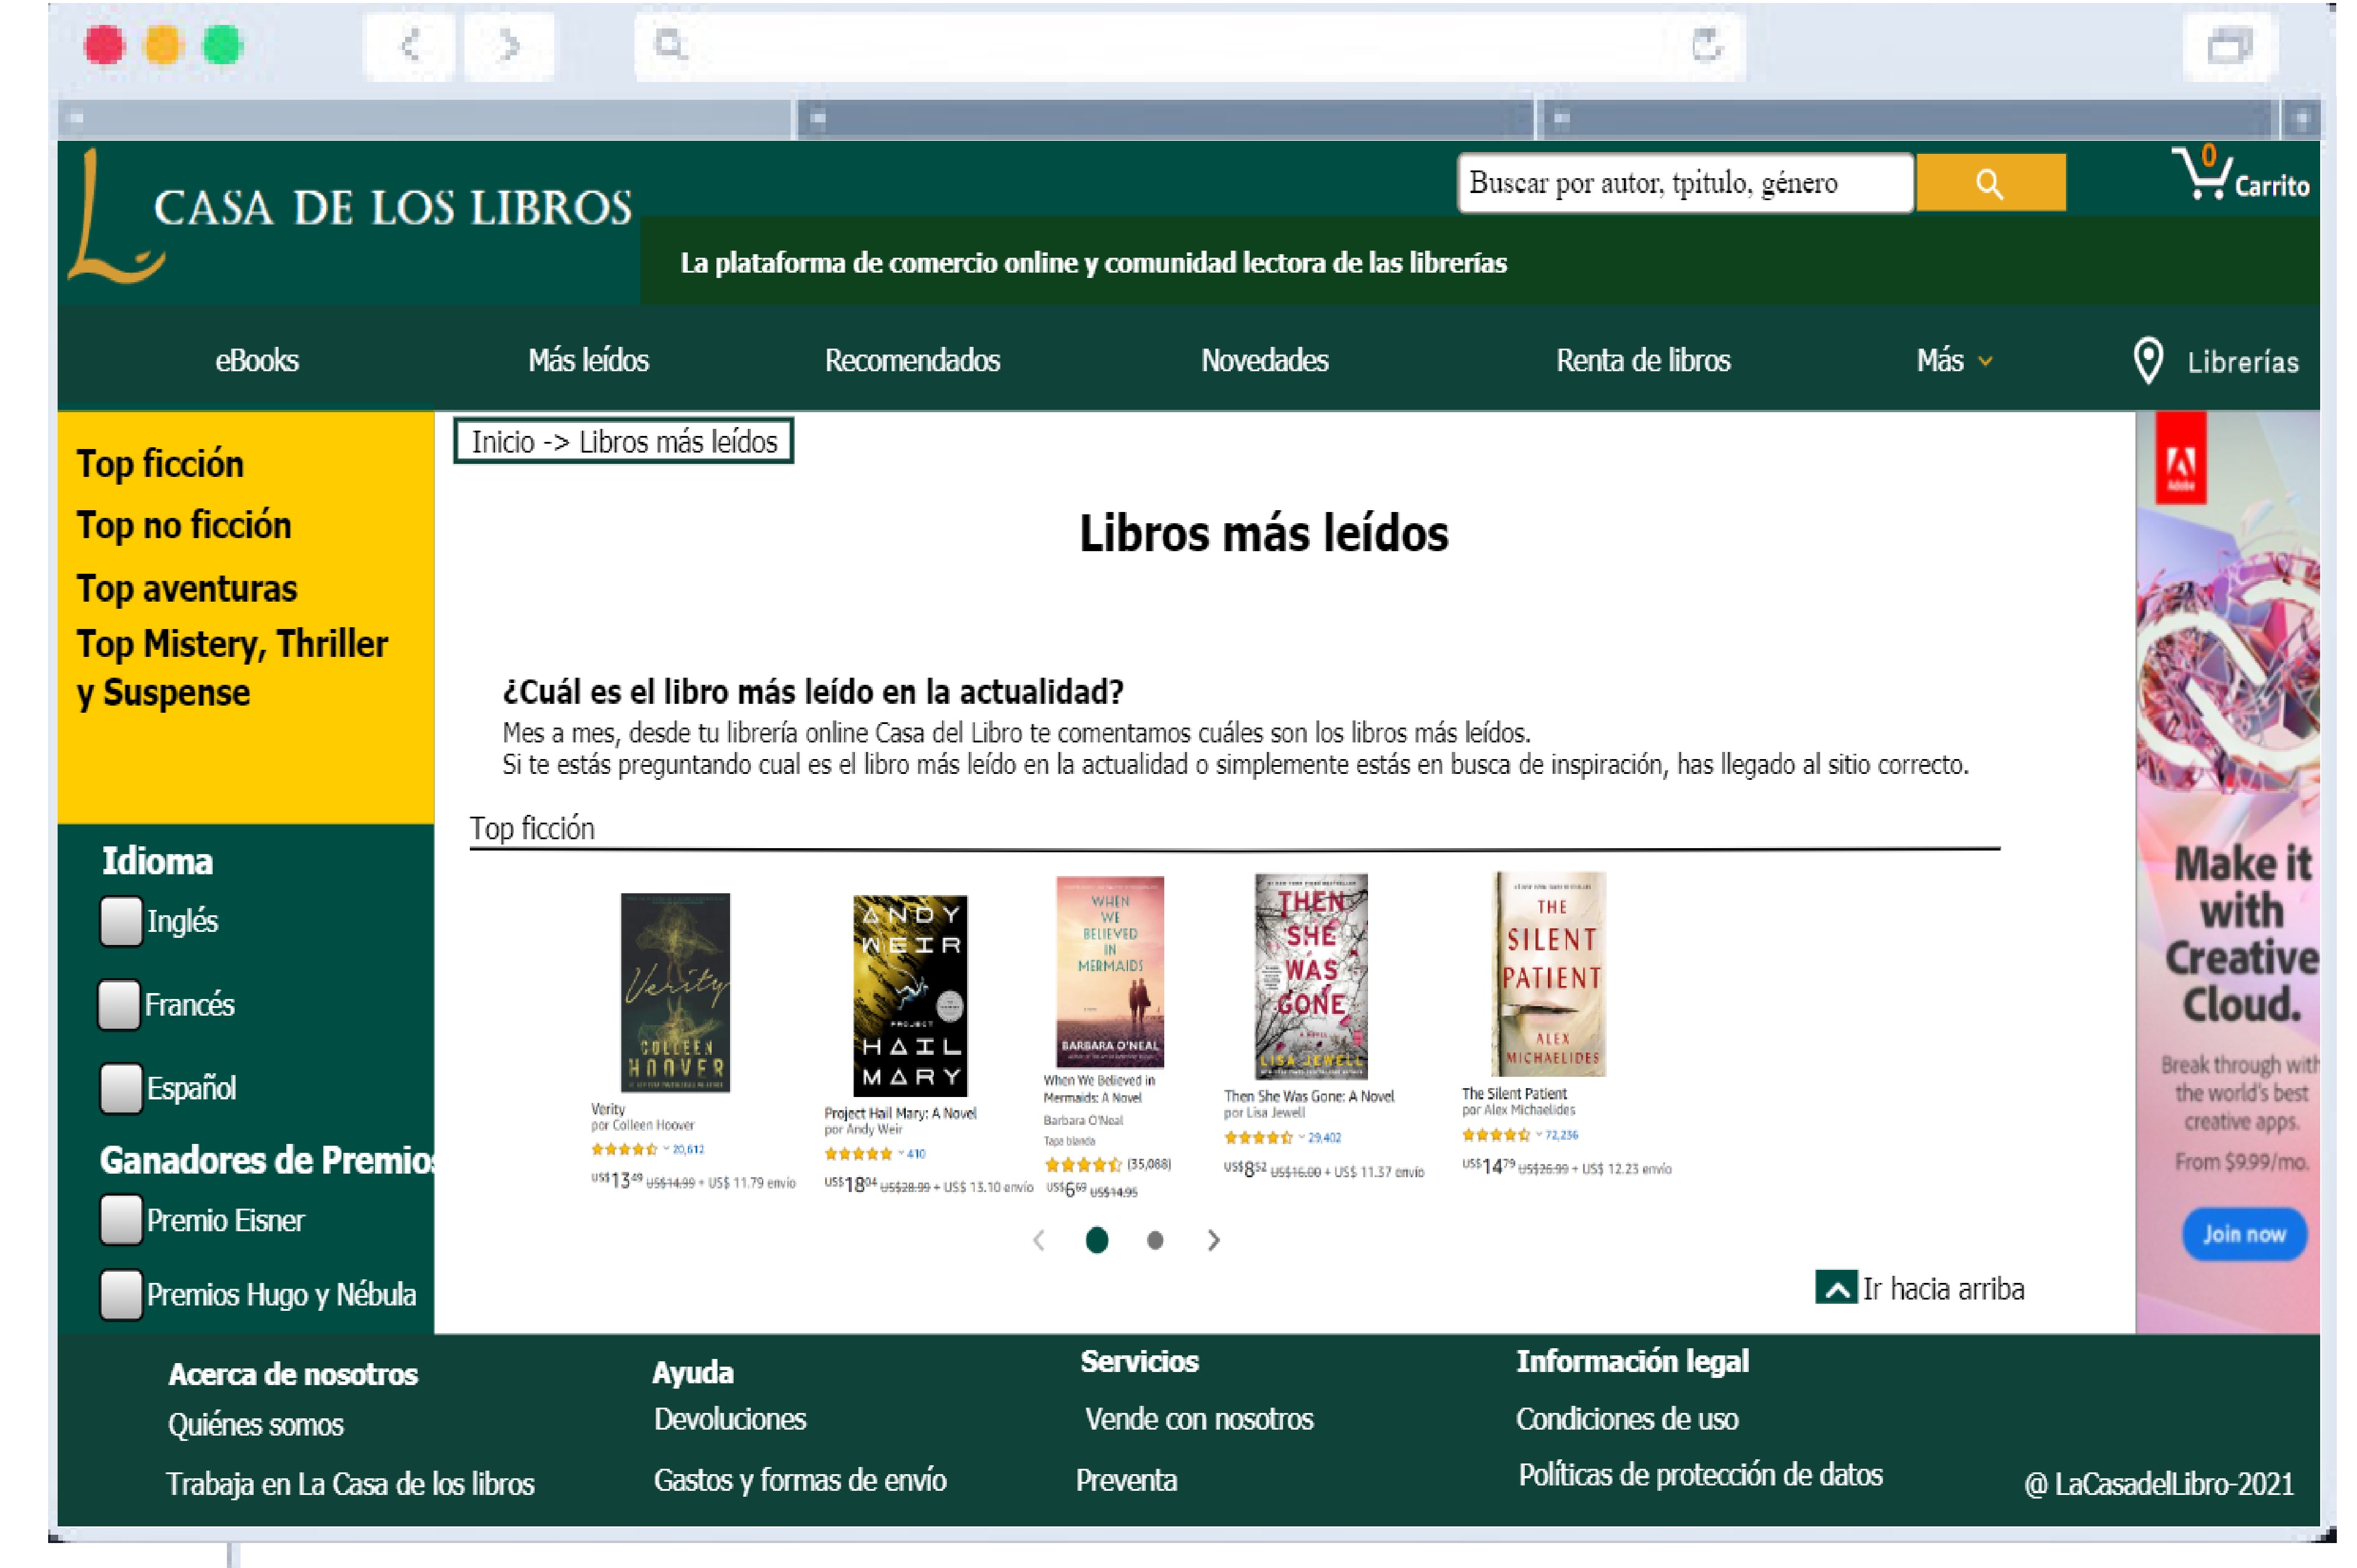 CASA DE LOS LIBROS
Buscar por autor, tpitulo, género
0
Carrito
La plataforma de comercio online y comunidad lectora de las librerías
eBooks
Más leídos
Recomendados
Novedades
Renta de libros
Más
Librerías
Top ficción
Top no ficción
Top aventuras
Top Mistery, Thriller
y Suspense
Idioma
Inglés
Francés
Español
Ganadores de Premios
Premio Eisner
Premios Hugo y Nébula
Inicio -> Libros más leídos
Libros más leídos
¿Cuál es el libro más leído en la actualidad?
Mes a mes, desde tu librería online Casa del Libro te comentamos cuáles son los libros más leídos.
Si te estás preguntando cual es el libro más leído en la actualidad o simplemente estás en busca de inspiración, has llegado al sitio correcto.
Top ficción
Verity
COLLEEN
HOOVER
Verity
por Colleen Hoover
20,612
US$1349 US$14.99 + US$ 11.79 envío
ANDY
WEIR
PROJECT
HAIL
MARY
Project Hail Mary: A Novel
por Andy Weir
410
US$1804 US$28.99 + US$ 13.10 envío
WHEN
WE
BELIEVED
IN
MERMAIDS
BARBARA O'NEAL
When We Believed in
Mermaids: A Novel
Barbara O'Neal
Tapa blanda
(35,088)
US$669 US$14.95
THEN
SHE
WAS
GONE
A NOVEL
LISA JEWELL
Then She Was Gone: A Novel
por Lisa Jewell
29,402
US$852 US$16.00 + US$ 11.37 envío
THE
SILENT
PATIENT
ALEX
MICHAELIDES
The Silent Patient
por Alex Michaelides
72,236
US$1479 US$26.99 + US$ 12.23 envío
Ir hacia arriba
Adobe
Make it
with
Creative
Cloud.
Break through with
the world's best
creative apps.
From $9.99/mo.
Join now
Acerca de nosotros
Quiénes somos
Trabaja en La Casa de los libros
Ayuda
Devoluciones
Gastos y formas de envío
Servicios
Vende con nosotros
Preventa
Información legal
Condiciones de uso
Políticas de protección de datos
@ LaCasadelLibro-2021